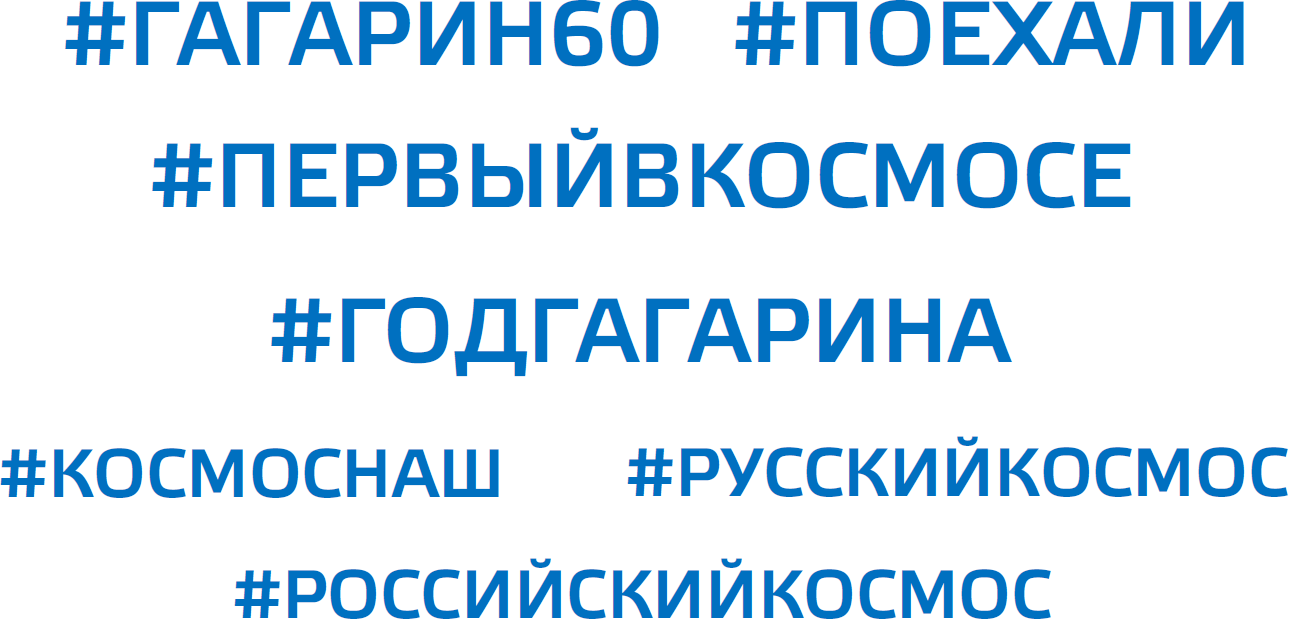 #ГАГАРИН60 #ПОЕХАЛИ
#ПЕРВЫЙВКОСМОСЕ
#ГОДГАГАРИНА
#КОСМОСНАШ #РУССКИЙКОСМОС
#РОССИЙСКИЙКОСМОС